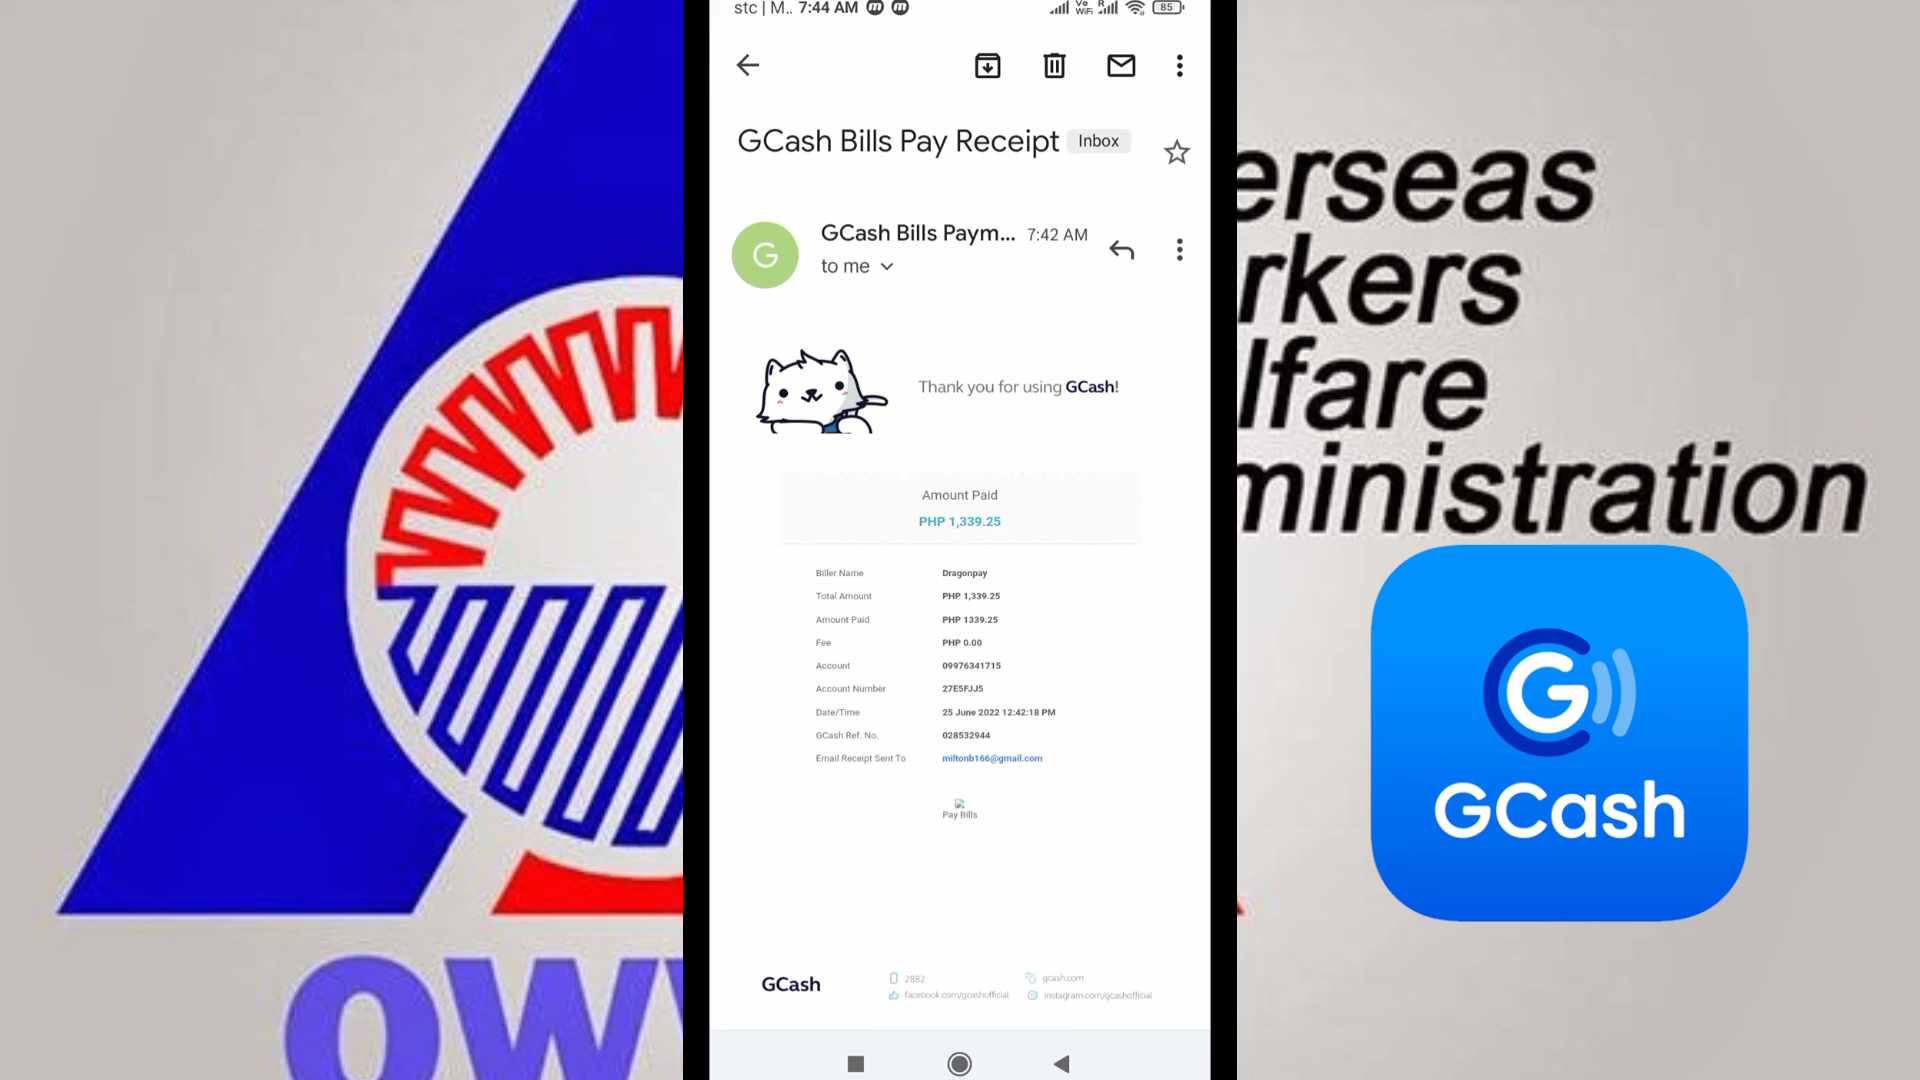 stc | M.. 7:44 AM
Vo WiFi R 85
GCash Bills Pay Receipt Inbox
G GCash Bills Paym... 7:42 AM
to me
Thank you for using GCash!
Amount Paid
PHP 1,339.25
Biller Name Dragonpay
Total Amount PHP 1,339.25
Amount Paid PHP 1339.25
Fee PHP 0.00
Account 09976341715
Account Number 27E5FJJ5
Date/Time 25 June 2022 12:42:18 PM
GCash Ref. No. 028532944
Email Receipt Sent To miltonb166@gmail.com
Pay Bills
GCash
2882 gcash.com
facebook.com/gcashofficial instagram.com/gcashofficial
erseas
rkers
lfare
ministration
G
GCash
OW